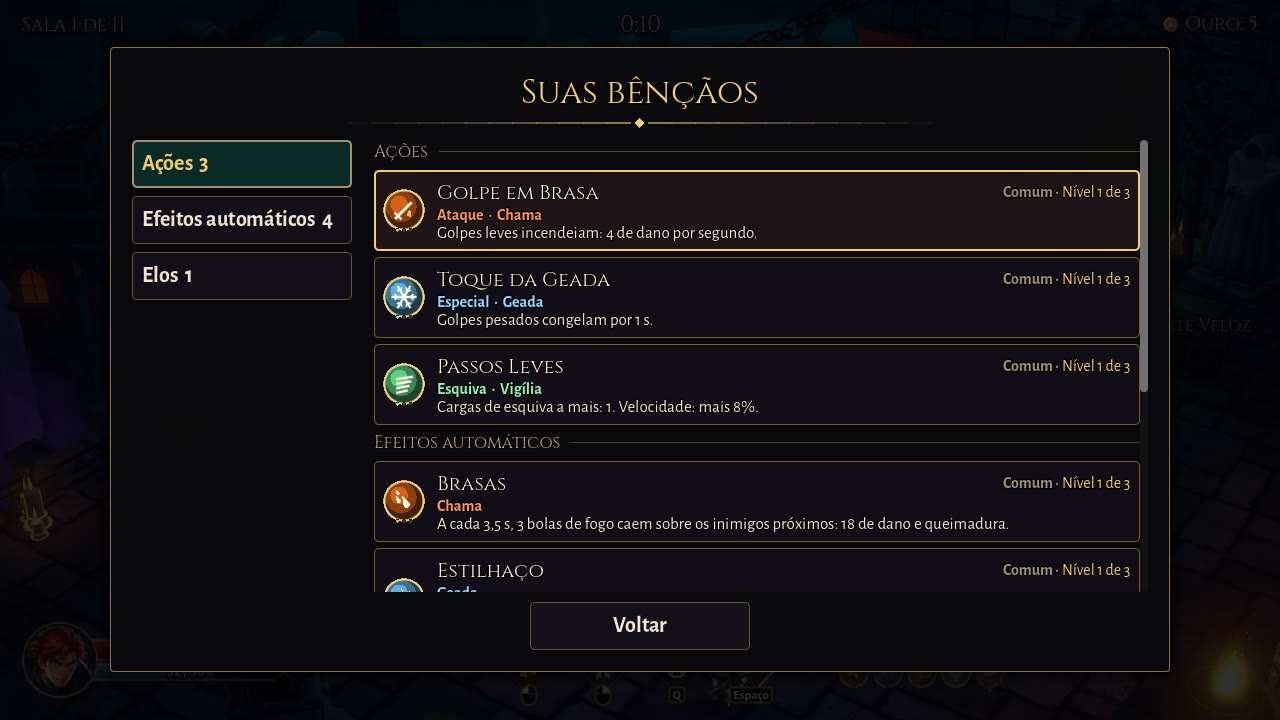 Sala 1 de 11
0:10
Ouro: 5
Suas bênçãos
Ações 3
Efeitos automáticos 4
Elos 1
Ações
Golpe em Brasa
Comum · Nível 1 de 3
Ataque · Chama
Golpes leves incendeiam: 4 de dano por segundo.
Toque da Geada
Comum · Nível 1 de 3
Especial · Geada
Golpes pesados congelam por 1 s.
Passos Leves
Comum · Nível 1 de 3
Esquiva · Vigília
Cargas de esquiva a mais: 1. Velocidade: mais 8%.
Efeitos automáticos
Brasas
Comum · Nível 1 de 3
Chama
A cada 3,5 s, 3 bolas de fogo caem sobre os inimigos próximos: 18 de dano e queimadura.
Estilhaço
Comum · Nível 1 de 3
Geada
Voltar
Veloz
Q
Espaço